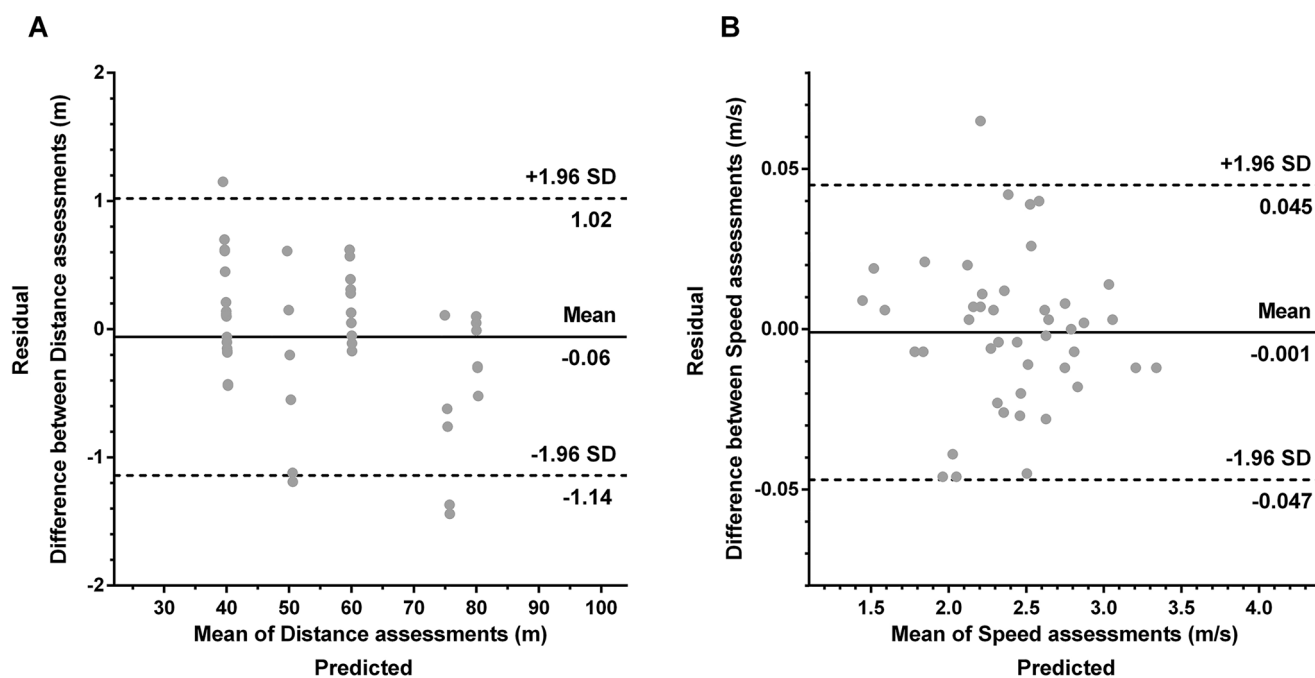 A
Residual
Difference between Distance assessments (m)
2
1
0
-1
-2
+1.96 SD
1.02
Mean
-0.06
-1.96 SD
-1.14
30 40 50 60 70 80 90 100
Mean of Distance assessments (m)
Predicted
B
Residual
Difference between Speed assessments (m/s)
0.05
0.00
-0.05
+1.96 SD
0.045
Mean
-0.001
-1.96 SD
-0.047
1.5 2.0 2.5 3.0 3.5 4.0
Mean of Speed assessments (m/s)
Predicted